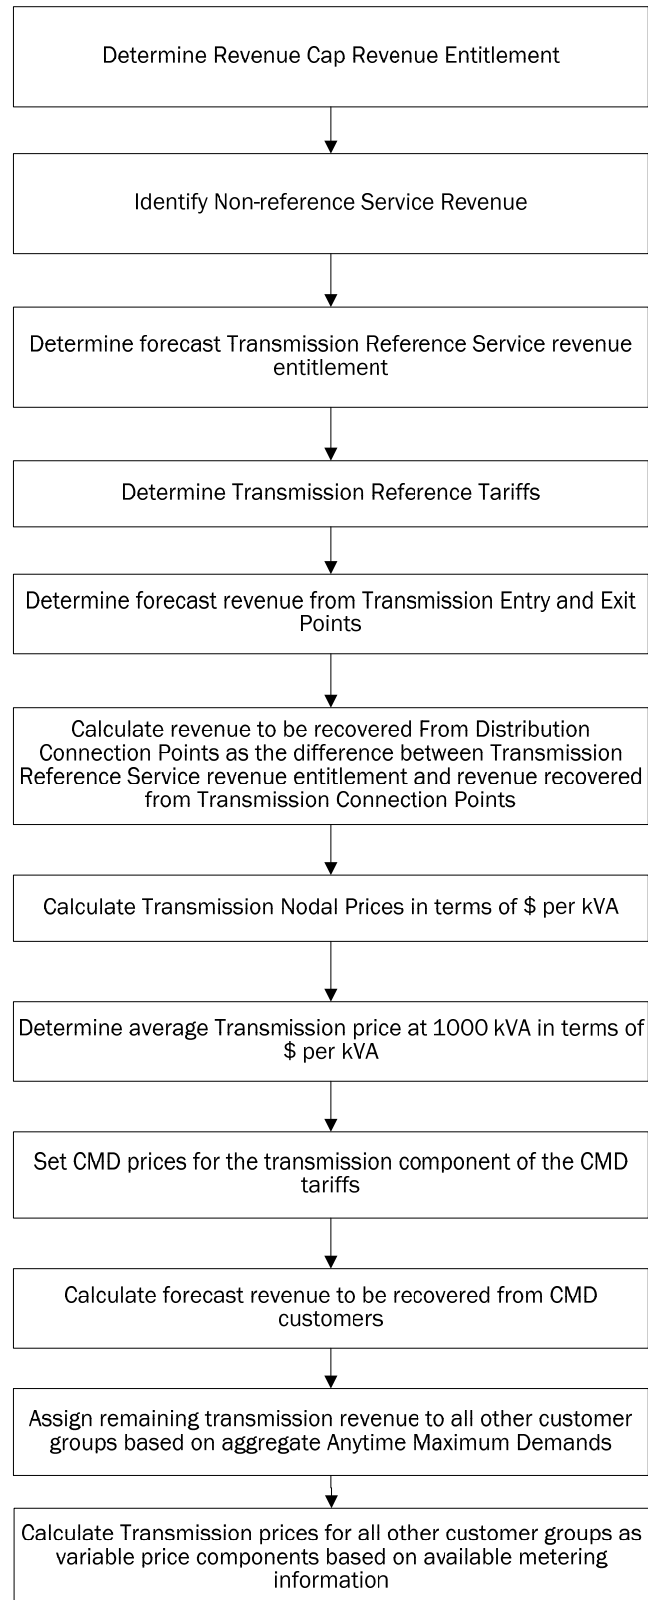 Determine Revenue Cap Revenue Entitlement
Identify Non-reference Service Revenue
Determine forecast Transmission Reference Service revenue
entitlement
Determine Transmission Reference Tariffs
Determine forecast revenue from Transmission Entry and Exit
Points
Calculate revenue to be recovered From Distribution
Connection Points as the difference between Transmission
Reference Service revenue entitlement and revenue recovered
from Transmission Connection Points
Calculate Transmission Nodal Prices in terms of $ per kVA
Determine average Transmission price at 1000 kVA in terms of
$ per kVA
Set CMD prices for the transmission component of the CMD
tariffs
Calculate forecast revenue to be recovered from CMD
customers
Assign remaining transmission revenue to all other customer
groups based on aggregate Anytime Maximum Demands
Calculate Transmission prices for all other customer groups as
variable price components based on available metering
information